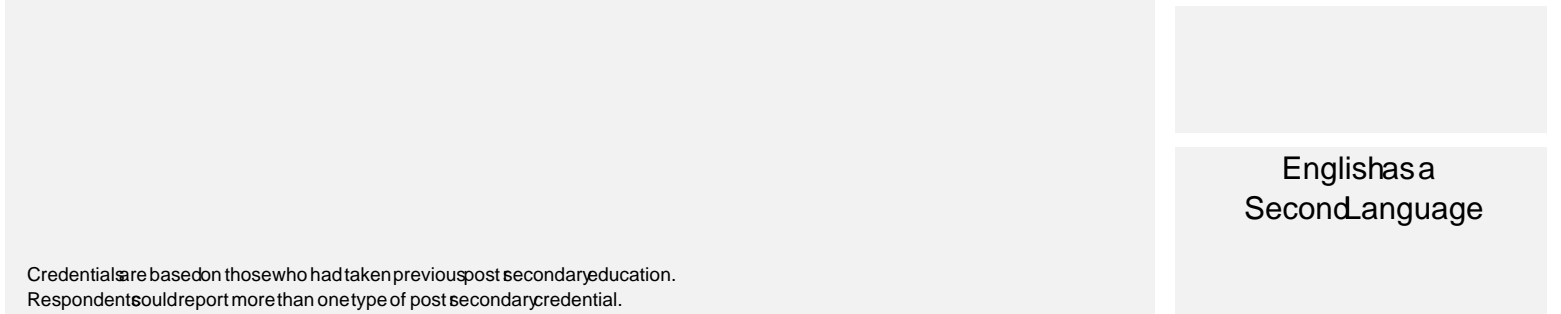 Credentials are based on those who had taken previous post secondary education.
Respondents could report more than one type of post secondary credential.
English as a
Second Language